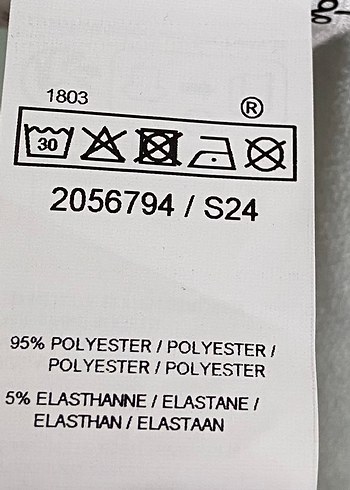 1803
®
30
2056794 / S24
95% POLYESTER / POLYESTER /
POLYESTER / POLYESTER
5% ELASTHANNE / ELASTANE /
ELASTHAN / ELASTAAN